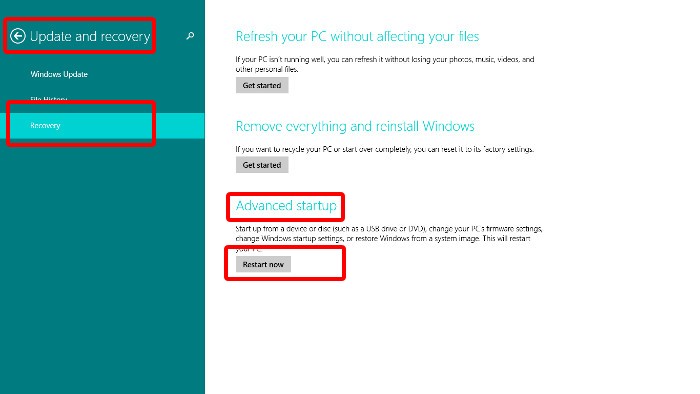 Update and recovery
Windows Update
File History
Recovery
Refresh your PC without affecting your files
If your PC isn't running well, you can refresh it without losing your photos, music, videos, and
other personal files.
Get started
Remove everything and reinstall Windows
If you want to recycle your PC or start over completely, you can reset it to its factory settings.
Get started
Advanced startup
Start up from a device or disc (such as a USB drive or DVD), change your PC's firmware settings,
change Windows startup settings, or restore Windows from a system image. This will restart
your PC.
Restart now